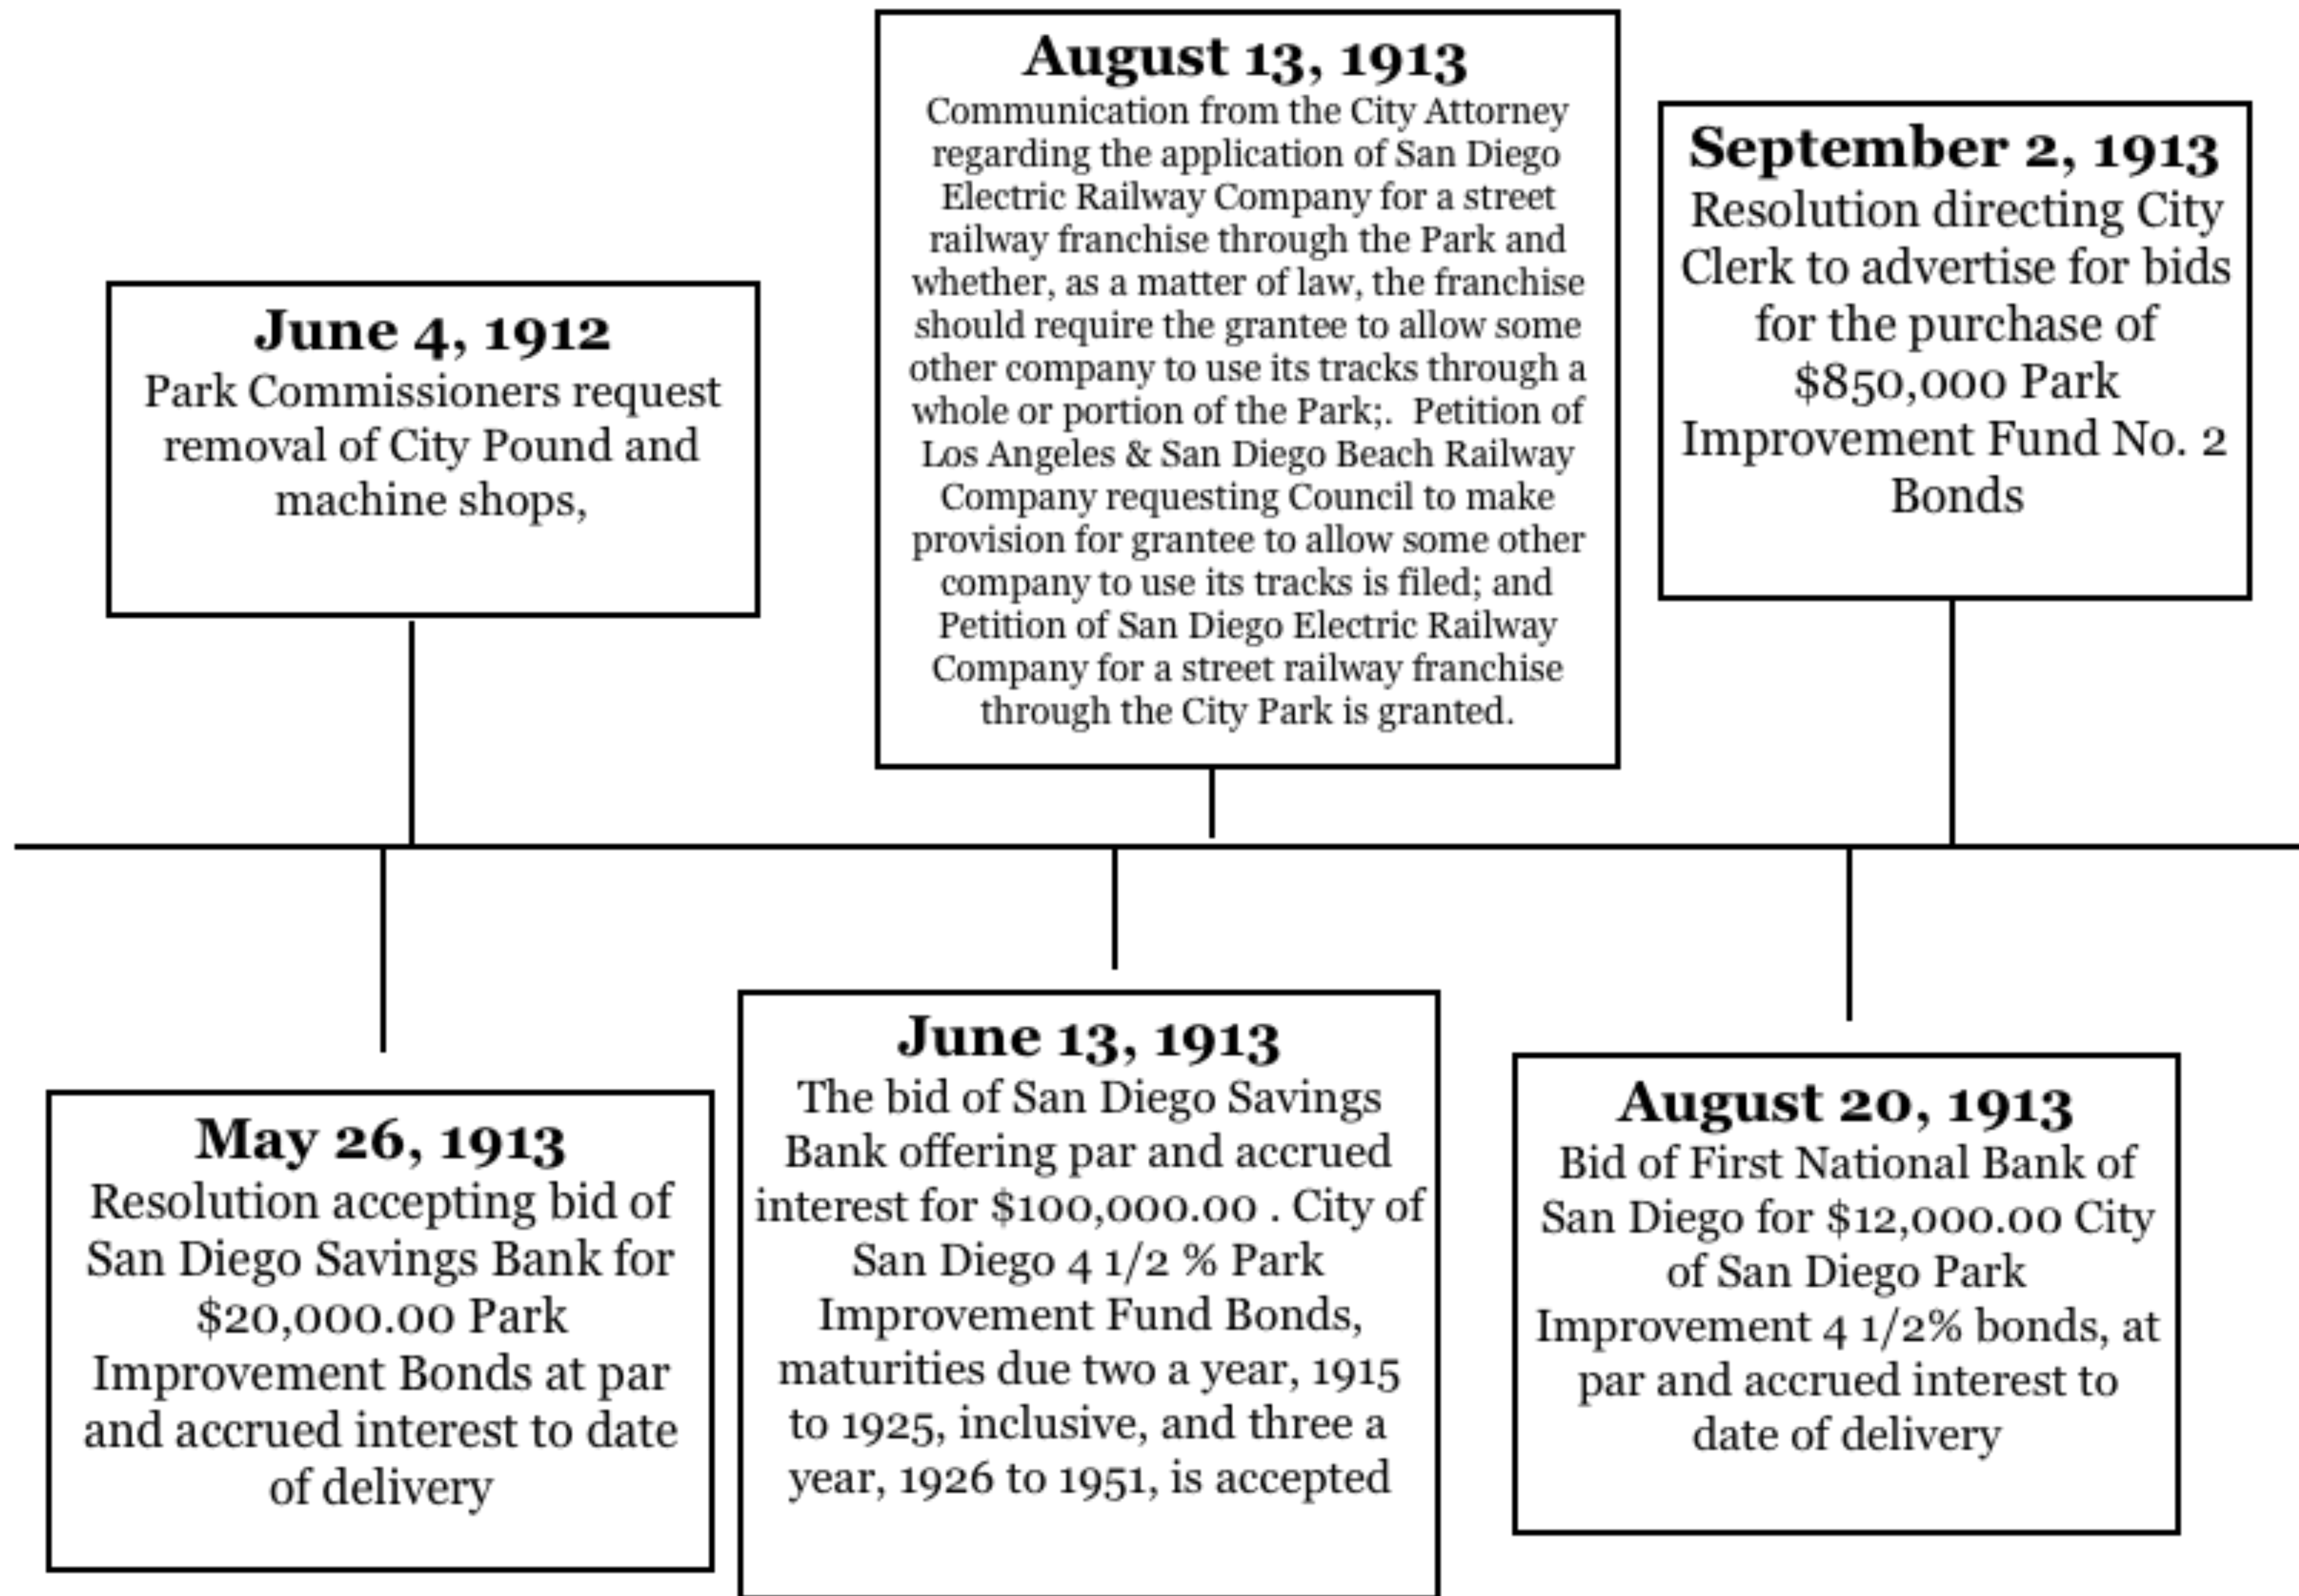 June 4, 1912
Park Commissioners request
removal of City Pound and
machine shops,
August 13, 1913
Communication from the City Attorney
regarding the application of San Diego
Electric Railway Company for a street
railway franchise through the Park and
whether, as a matter of law, the franchise
should require the grantee to allow some
other company to use its tracks through a
whole or portion of the Park;.  Petition of
Los Angeles & San Diego Beach Railway
Company requesting Council to make
provision for grantee to allow some other
company to use its tracks is filed; and
Petition of San Diego Electric Railway
Company for a street railway franchise
through the City Park is granted.
September 2, 1913
Resolution directing City
Clerk to advertise for bids
for the purchase of
$850,000 Park
Improvement Fund No. 2
Bonds
May 26, 1913
Resolution accepting bid of
San Diego Savings Bank for
$20,000.00 Park
Improvement Bonds at par
and accrued interest to date
of delivery
June 13, 1913
The bid of San Diego Savings
Bank offering par and accrued
interest for $100,000.00 . City of
San Diego 4 1/2 % Park
Improvement Fund Bonds,
maturities due two a year, 1915
to 1925, inclusive, and three a
year, 1926 to 1951, is accepted
August 20, 1913
Bid of First National Bank of
San Diego for $12,000.00 City
of San Diego Park
Improvement 4 1/2% bonds, at
par and accrued interest to
date of delivery